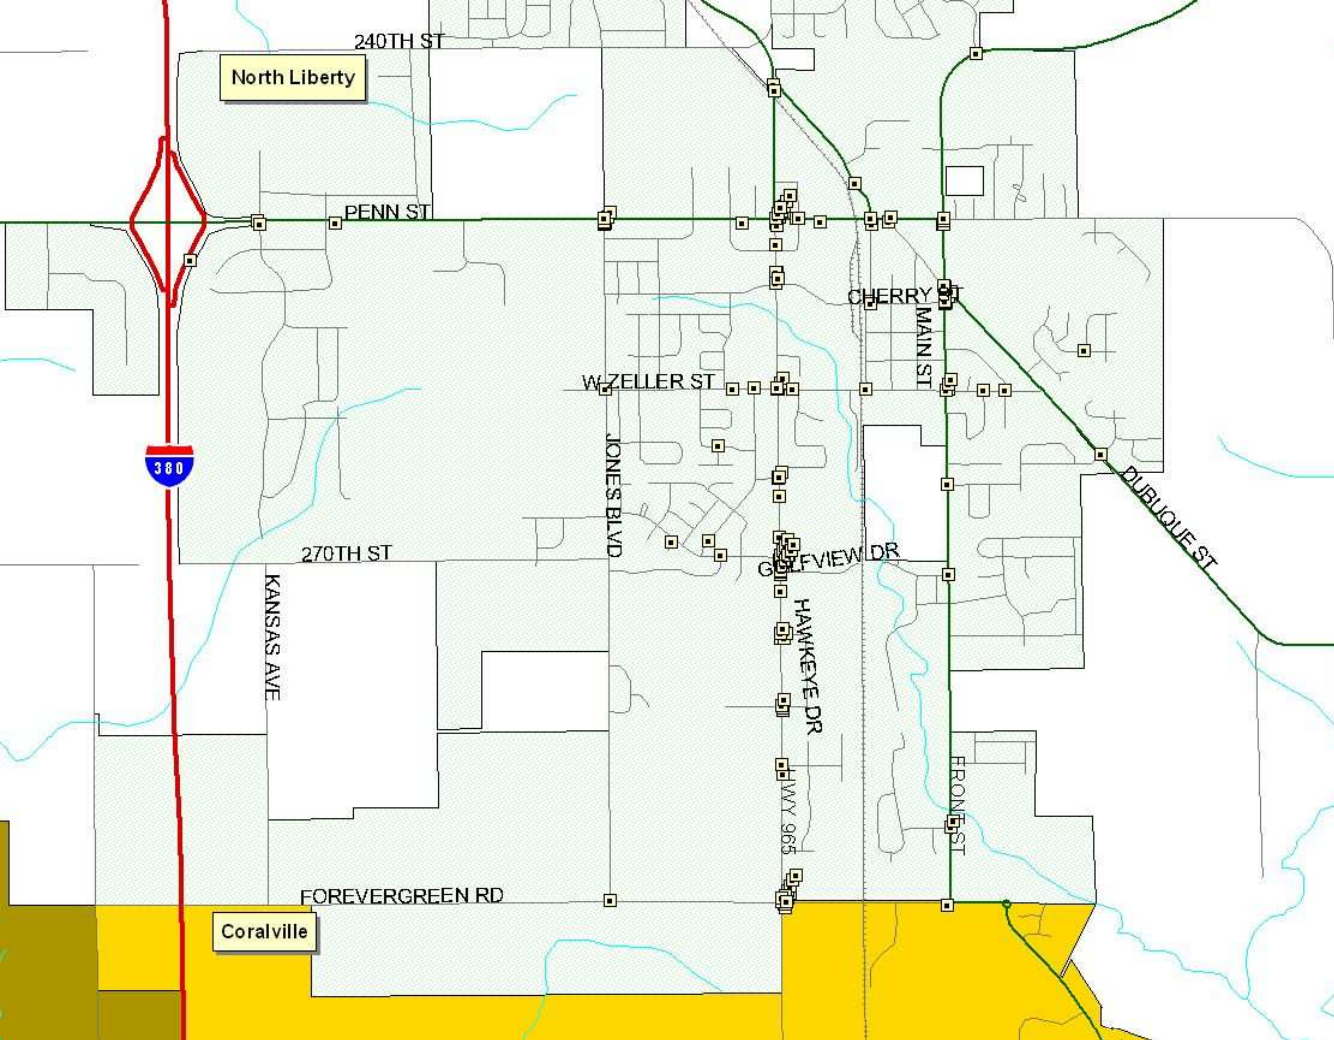 240TH ST
North Liberty
PENN ST
CHERRY ST
MAIN ST
W ZELLER ST
380
JONES BLVD
DUBUQUE ST
270TH ST
GOLFVIEW DR
KANSAS AVE
HAWKEYE DR
HWY 965
FRONT ST
FOREVERGREEN RD
Coralville